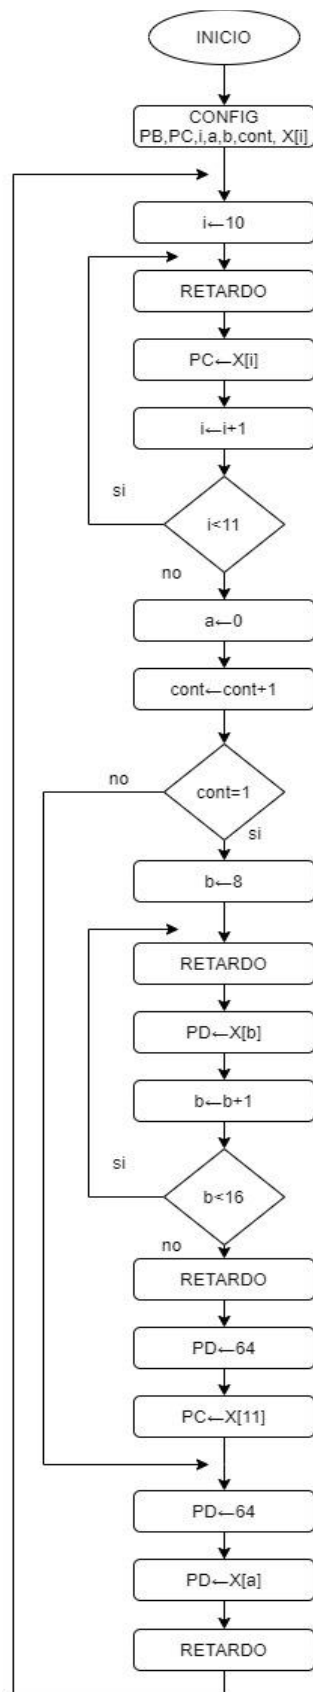 INICIO
CONFIG
PB,PC,i,a,b,cont, X[i]
i←10
RETARDO
PC←X[i]
i←i+1
si
i<11
no
a←0
cont←cont+1
no
cont=1
si
b←8
RETARDO
PD←X[b]
b←b+1
si
b<16
no
RETARDO
PD←64
PC←X[11]
PD←64
PD←X[a]
RETARDO